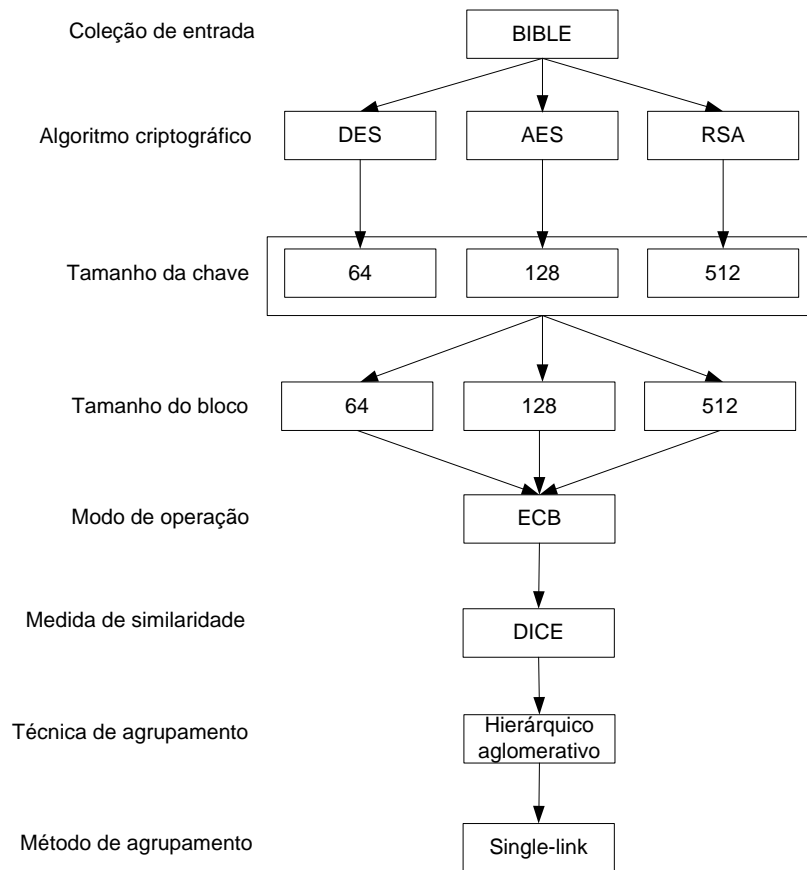 Coleção de entrada
BIBLE
Algoritmo criptográfico
DES
AES
RSA
Tamanho da chave
64
128
512
Tamanho do bloco
64
128
512
Modo de operação
ECB
Medida de similaridade
DICE
Técnica de agrupamento
Hierárquico
aglomerativo
Método de agrupamento
Single-link